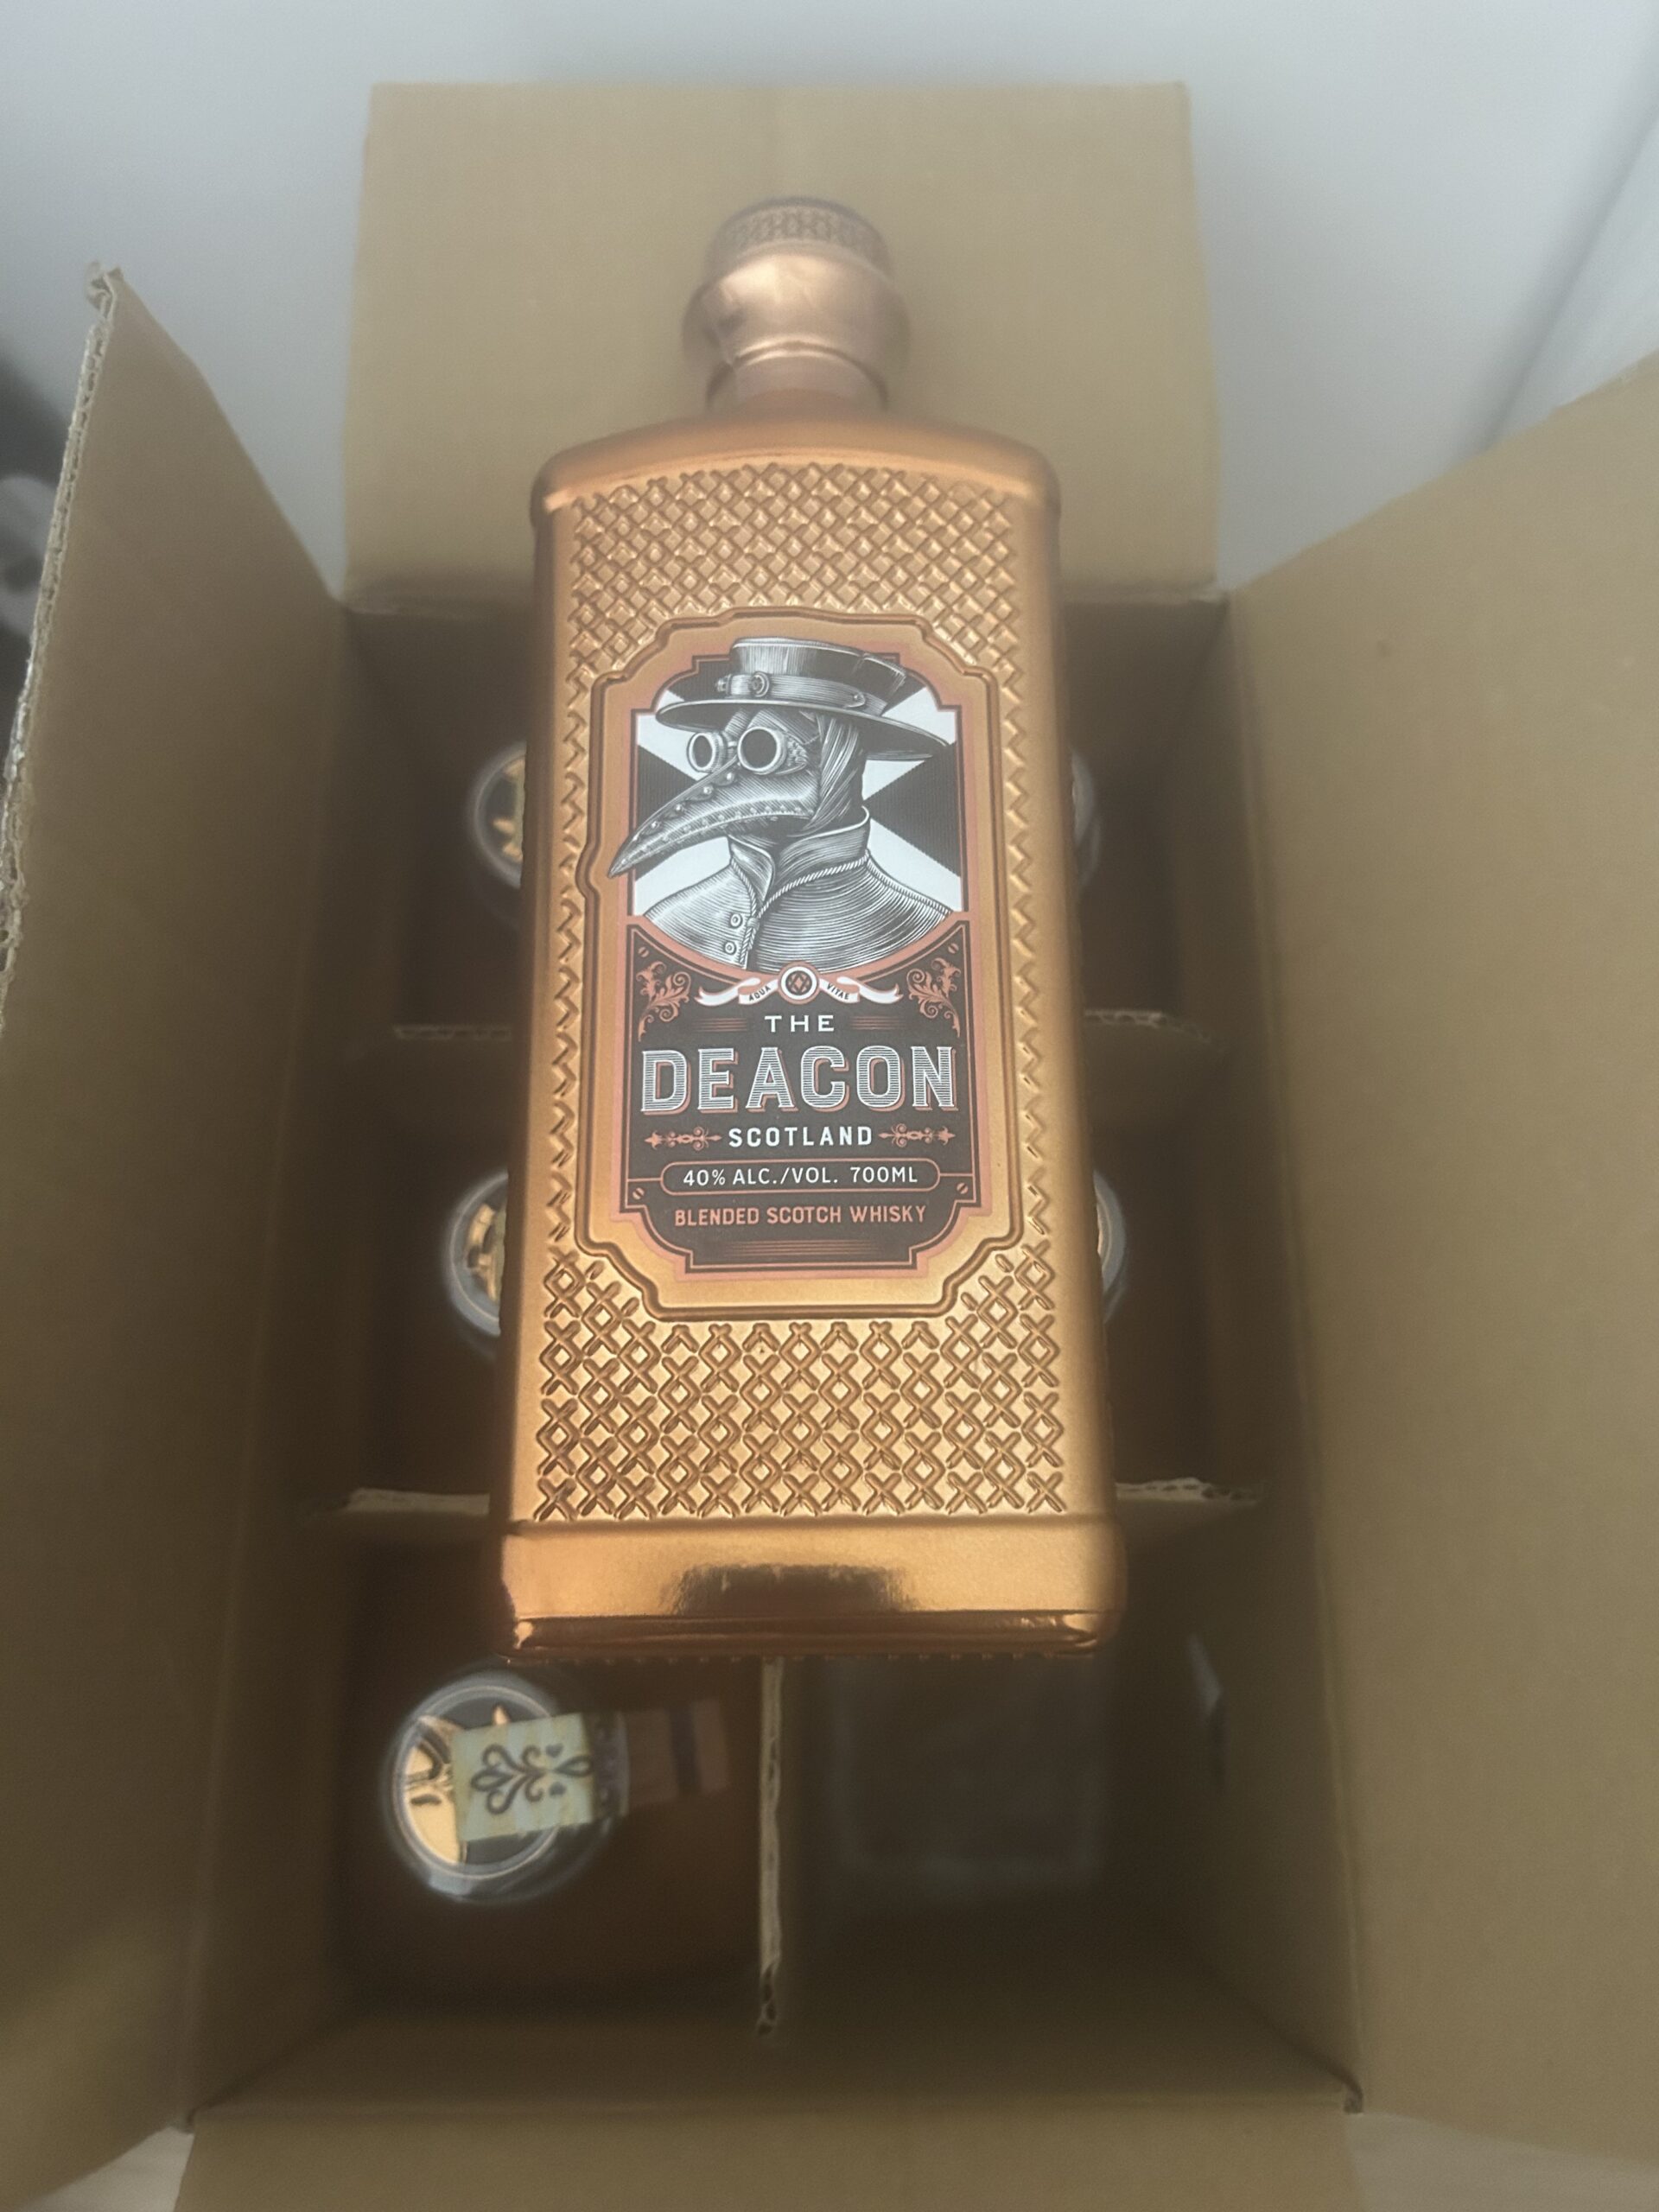 AQUA VITAE
THE
DEACON
SCOTLAND
40% ALC./VOL. 700ML
BLENDED SCOTCH WHISKY